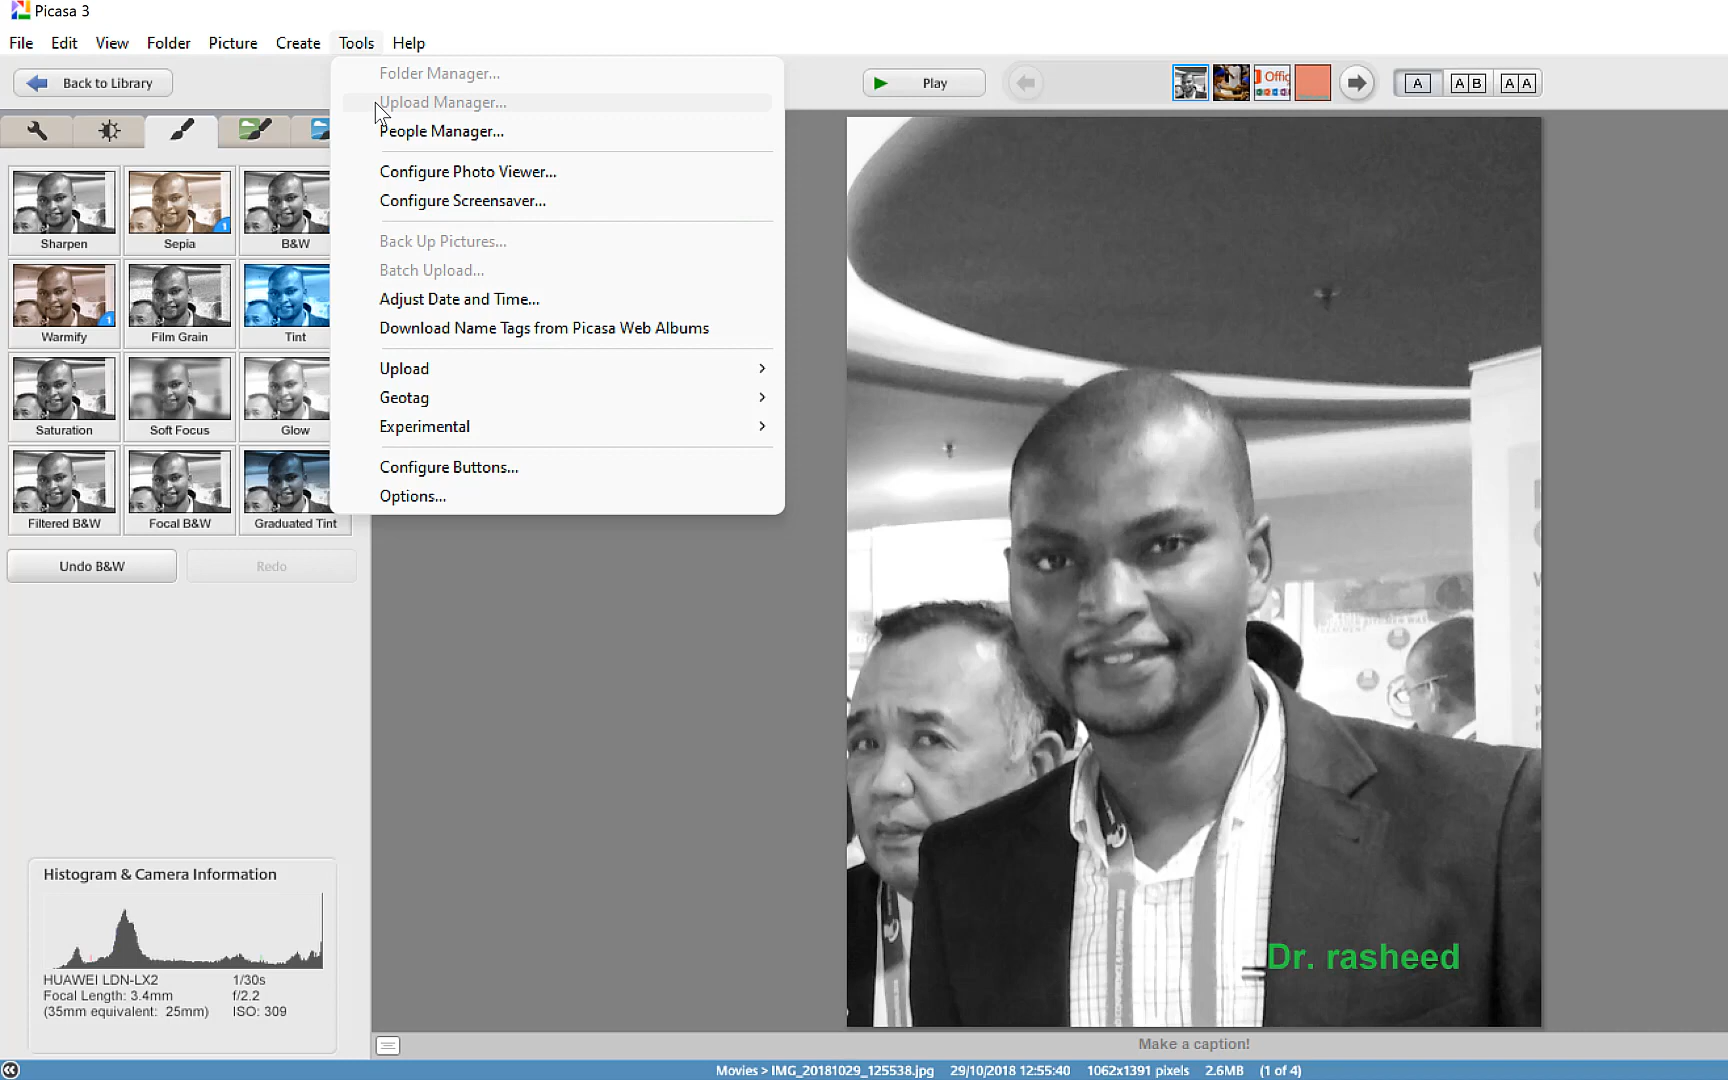 Picasa 3
File Edit View Folder Picture Create Tools Help
Back to Library
Play
A
A B
A A
Folder Manager...
Upload Manager...
People Manager...
Configure Photo Viewer...
Configure Screensaver...
Back Up Pictures...
Batch Upload...
Adjust Date and Time...
Download Name Tags from Picasa Web Albums
Upload
Geotag
Experimental
Configure Buttons...
Options...
Sharpen Sepia B&W
Warmify Film Grain Tint
Saturation Soft Focus Glow
Filtered B&W Focal B&W Graduated Tint
Undo B&W Redo
Histogram & Camera Information
HUAWEI LDN-LX2 1/30s
Focal Length: 3.4mm f/2.2
(35mm equivalent: 25mm) ISO: 309
Dr. rasheed
Make a caption!
Movies > IMG_20181029_125538.jpg 29/10/2018 12:55:40 1062x1391 pixels 2.6MB (1 of 4)